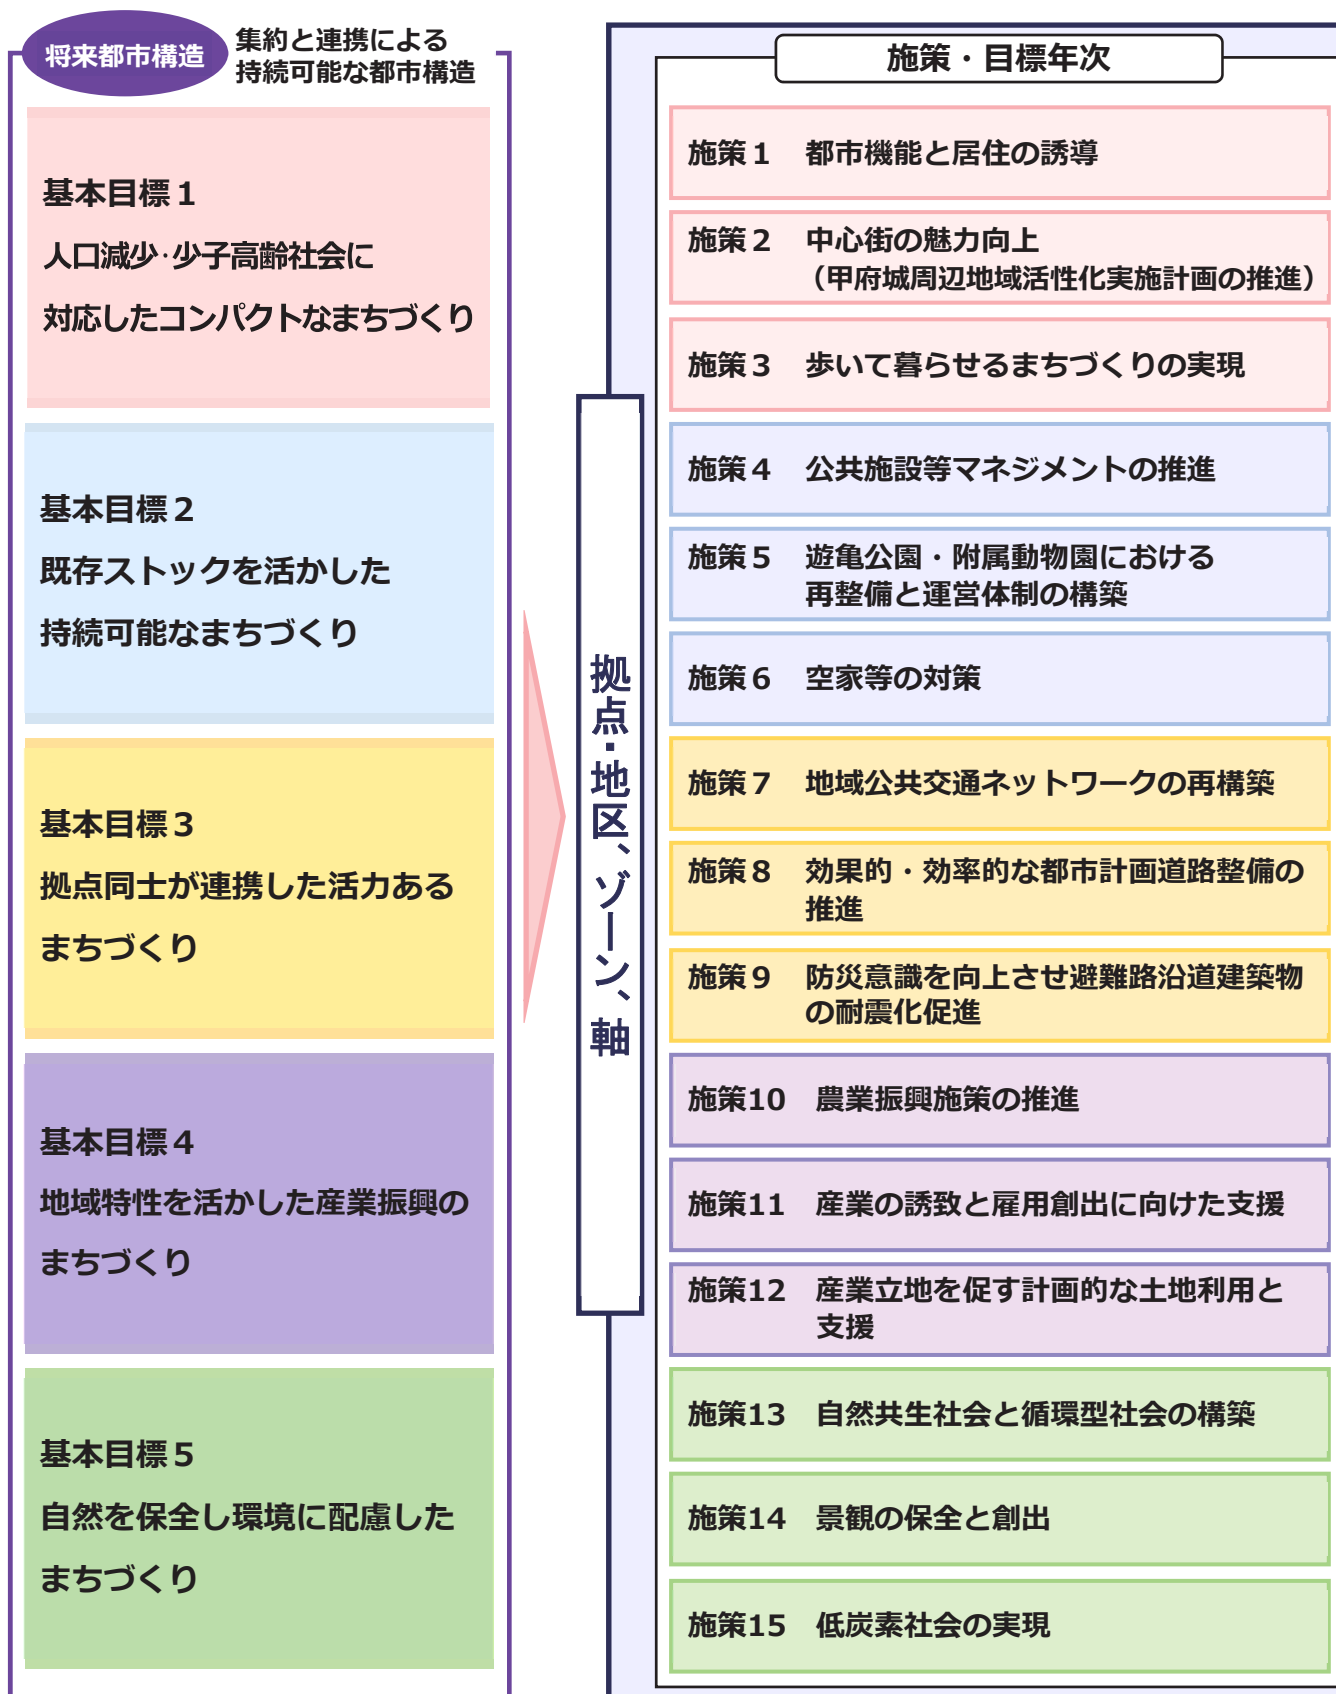 将来都市構造
集約と連携による
持続可能な都市構造
基本目標１
人口減少･少子高齢社会に
対応したコンパクトなまちづくり
基本目標２
既存ストックを活かした
持続可能なまちづくり
基本目標３
拠点同士が連携した活力ある
まちづくり
基本目標４
地域特性を活かした産業振興の
まちづくり
基本目標５
自然を保全し環境に配慮した
まちづくり
拠点・地区、ゾーン、軸
施策・目標年次
施策１　都市機能と居住の誘導
施策２　中心街の魅力向上
（甲府城周辺地域活性化実施計画の推進）
施策３　歩いて暮らせるまちづくりの実現
施策４　公共施設等マネジメントの推進
施策５　遊亀公園・附属動物園における
再整備と運営体制の構築
施策６　空家等の対策
施策７　地域公共交通ネットワークの再構築
施策８　効果的・効率的な都市計画道路整備の
推進
施策９　防災意識を向上させ避難路沿道建築物
の耐震化促進
施策10　農業振興施策の推進
施策11　産業の誘致と雇用創出に向けた支援
施策12　産業立地を促す計画的な土地利用と
支援
施策13　自然共生社会と循環型社会の構築
施策14　景観の保全と創出
施策15　低炭素社会の実現